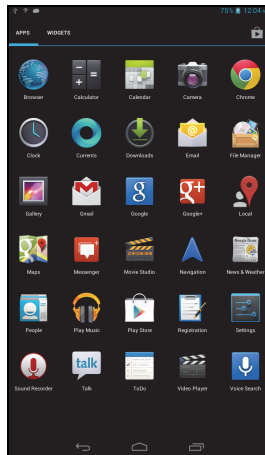 75% 12:04
APPS WIDGETS
Browser Calculator Calendar Camera Chrome
Clock Currents Downloads Email File Manager
Gallery Gmail Google Google+ Local
Maps Messenger Movie Studio Navigation News & Weather
People Play Music Play Store Registration Settings
talk
Sound Recorder Talk ToDo Video Player Voice Search